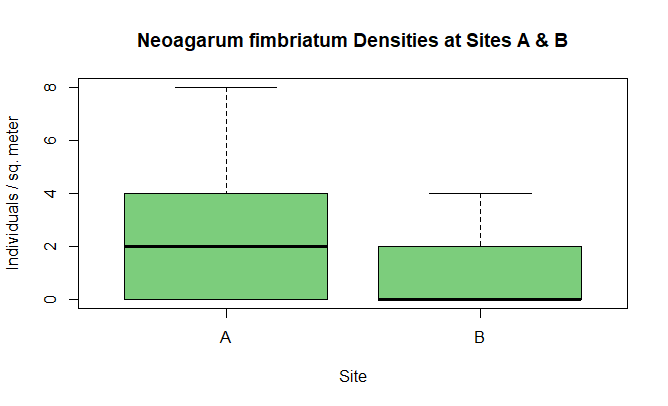 Neoagarum fimbriatum Densities at Sites A & B
Individuals / sq. meter
8
6
4
2
0
A B
Site